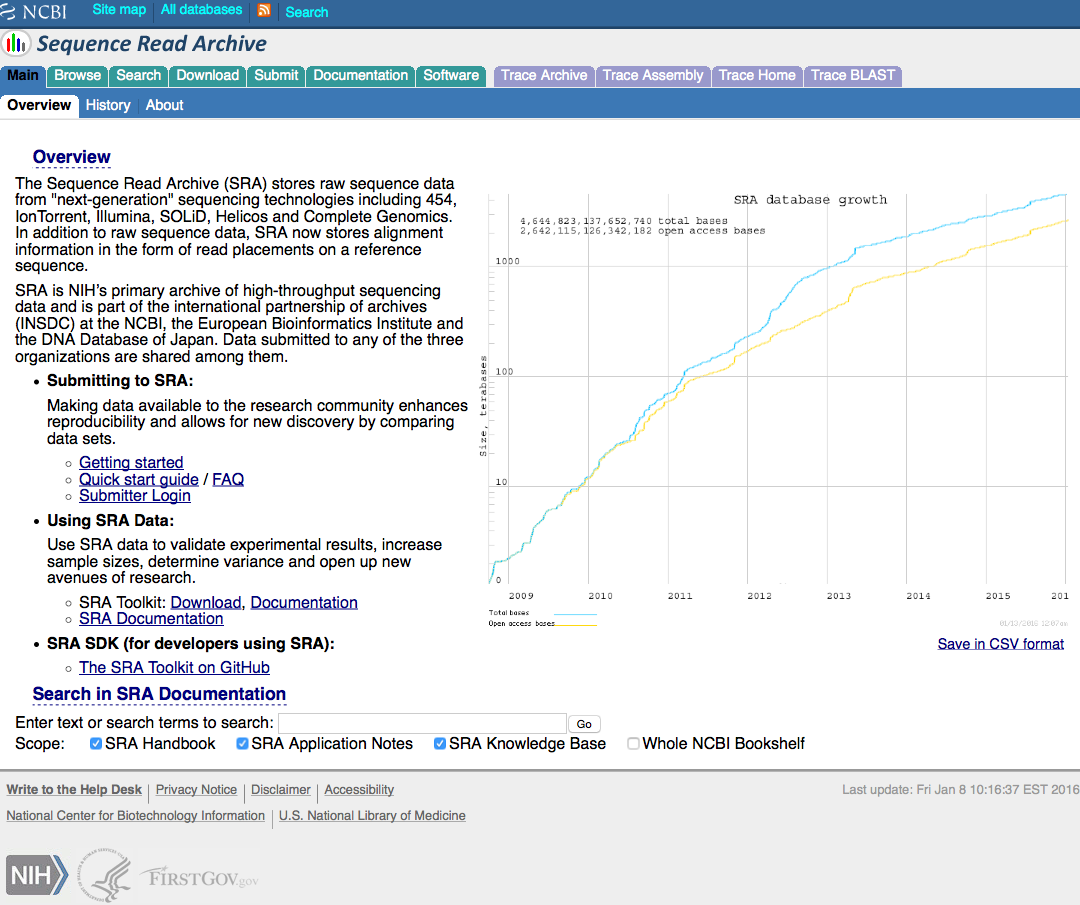 NCBI Site map All databases Search
Sequence Read Archive
Main Browse Search Download Submit Documentation Software Trace Archive Trace Assembly Trace Home Trace BLAST
Overview History About
Overview
The Sequence Read Archive (SRA) stores raw sequence data
from "next-generation" sequencing technologies including 454,
IonTorrent, Illumina, SOLiD, Helicos and Complete Genomics.
In addition to raw sequence data, SRA now stores alignment
information in the form of read placements on a reference
sequence.
SRA is NIH’s primary archive of high-throughput sequencing
data and is part of the international partnership of archives
(INSDC) at the NCBI, the European Bioinformatics Institute and
the DNA Database of Japan. Data submitted to any of the three
organizations are shared among them.
• Submitting to SRA:
Making data available to the research community enhances
reproducibility and allows for new discovery by comparing
data sets.
Getting started
Quick start guide / FAQ
Submitter Login
• Using SRA Data:
Use SRA data to validate experimental results, increase
sample sizes, determine variance and open up new
avenues of research.
SRA Toolkit: Download, Documentation
SRA Documentation
• SRA SDK (for developers using SRA):
The SRA Toolkit on GitHub
SRA database growth
4,644,823,137,652,740 total bases
2,642,115,126,342,182 open access bases
Size, terabases
1000
100
10
0
2009 2010 2011 2012 2013 2014 2015 201
Total bases
Open access bases
Save in CSV format
Search in SRA Documentation
Enter text or search terms to search: Go
Scope: SRA Handbook SRA Application Notes SRA Knowledge Base Whole NCBI Bookshelf
Write to the Help Desk Privacy Notice Disclaimer Accessibility
Last update: Fri Jan 8 10:16:37 EST 2016
National Center for Biotechnology Information U.S. National Library of Medicine
NIH FIRSTGOV.gov